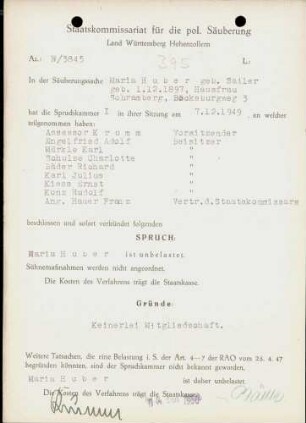 Staatskommissariat für die pol. Säuberung
Land Württemberg Hohenzollern
Az.: W/3845 395 L.
In der Säuberungssache Maria Huber geb. Seiler
geb. 1.12.1897, Hausfrau
Schramberg,
hat die Spruchkammer I in ihrer Sitzung am 7.12.1949 an welcher
teilgenommen haben:
Assessor Kromm Vorsitzender
Engelfried Adolf Beisitzer
Märkle Karl "
Schulze Charlotte "
Bäder Richard "
Karl Julius "
Kiess Ernst "
Konz Rudolf "
Anr. Bauer Franz Vertr.d.Staatskommissars
beschlossen und sofort verkündet folgenden
SPRUCH:
Maria Huber ist unbelastet.
Sühnemaßnahmen werden nicht angeordnet.
Die Kosten des Verfahrens trägt die Staatskasse.
Gründe:
Keinerlei Mitgliedschaft.
Weitere Tatsachen, die eine Belastung i. S. der Art. 4–7 der RAO vom 25. 4. 47
begründen könnten, sind der Spruchkammer nicht bekannt geworden.
Maria Huber ist daher unbelastet.
Die Kosten des Verfahrens trägt die Staatskasse.